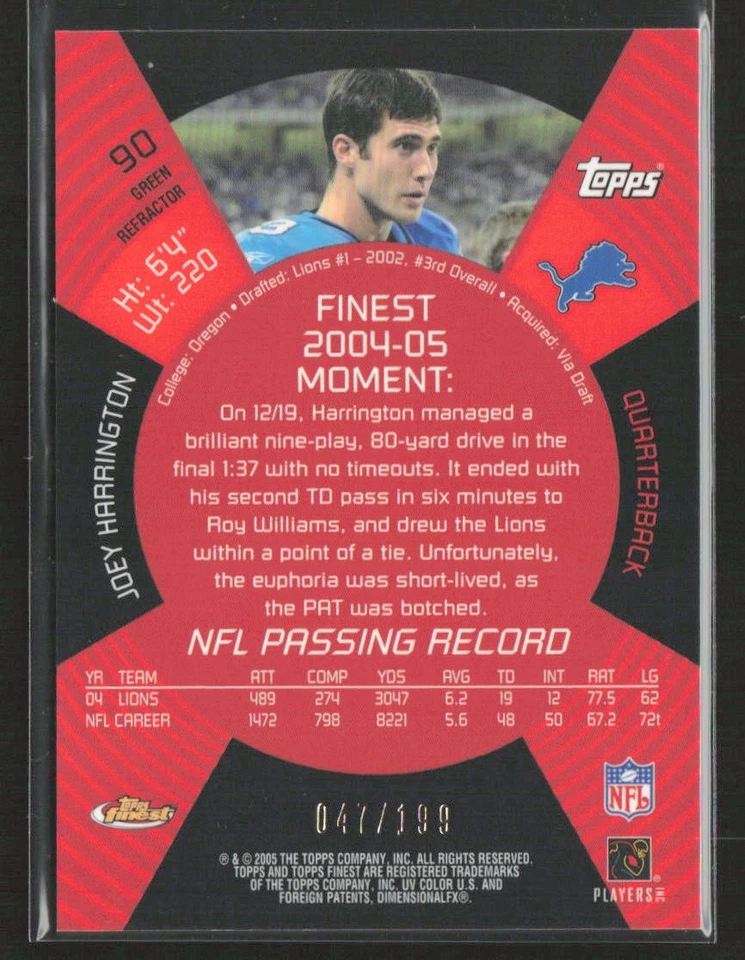 90
GREEN
REFRACTOR
Ht: 6'4"
Wt: 220
TOPPS®
College: Oregon • Drafted: Lions #1 - 2002, #3rd Overall • Acquired: Via Draft
JOEY HARRINGTON
QUARTERBACK
FINEST
2004-05
MOMENT:
On 12/19, Harrington managed a
brilliant nine-play, 80-yard drive in the
final 1:37 with no timeouts. It ended with
his second TD pass in six minutes to
Roy Williams, and drew the Lions
within a point of a tie. Unfortunately,
the euphoria was short-lived, as
the PAT was botched.
NFL PASSING RECORD
YR TEAM ATT COMP YDS AVG TD INT RAT LG
04 LIONS 489 274 3047 6.2 19 12 77.5 62
NFL CAREER 1472 798 8221 5.6 48 50 67.2 72t
Topps finest
047/199
NFL
® & © 2005 THE TOPPS COMPANY, INC. ALL RIGHTS RESERVED.
TOPPS AND TOPPS FINEST ARE REGISTERED TRADEMARKS
OF THE TOPPS COMPANY, INC. UV COLOR U.S. AND
FOREIGN PATENTS, DIMENSIONALFX®.
PLAYERS INC